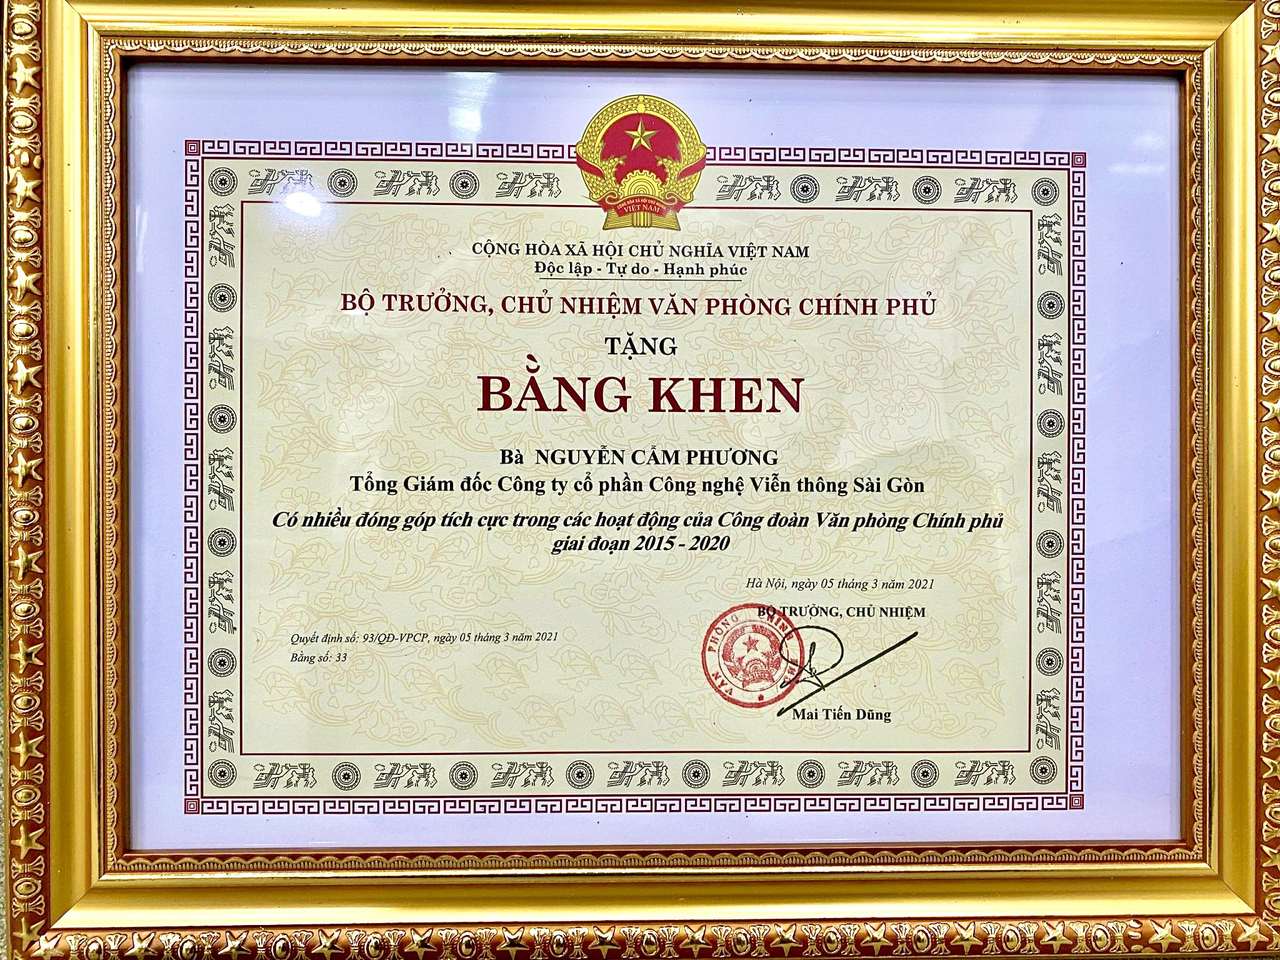 CỘNG HÒA XÃ HỘI CHỦ NGHĨA VIỆT NAM
Độc lập - Tự do - Hạnh phúc
BỘ TRƯỞNG, CHỦ NHIỆM VĂN PHÒNG CHÍNH PHỦ
TẶNG
BẰNG KHEN
Bà NGUYỄN CẨM PHƯƠNG
Tổng Giám đốc Công ty cổ phần Công nghệ Viễn thông Sài Gòn
Có nhiều đóng góp tích cực trong các hoạt động của Công đoàn Văn phòng Chính phủ
giai đoạn 2015 - 2020
Hà Nội, ngày 05 tháng 3 năm 2021
BỘ TRƯỞNG, CHỦ NHIỆM
Quyết định số: 93/QĐ-VPCP, ngày 05 tháng 3 năm 2021
Bằng số: 33
VĂN PHÒNG
Mai Tiến Dũng
VIỆT NAM